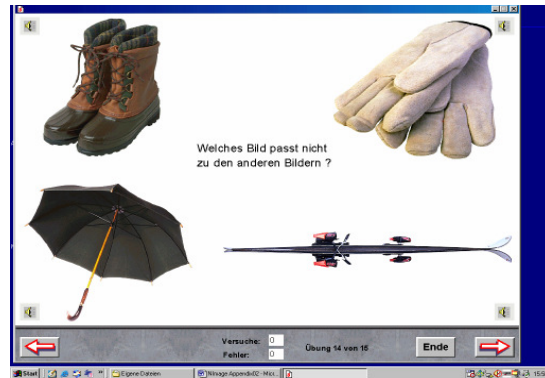 Welches Bild passt nicht
zu den anderen Bildern ?
Versuche: 0
Fehler: 0
Übung 14 von 15
Ende
Start
Eigene Dateien